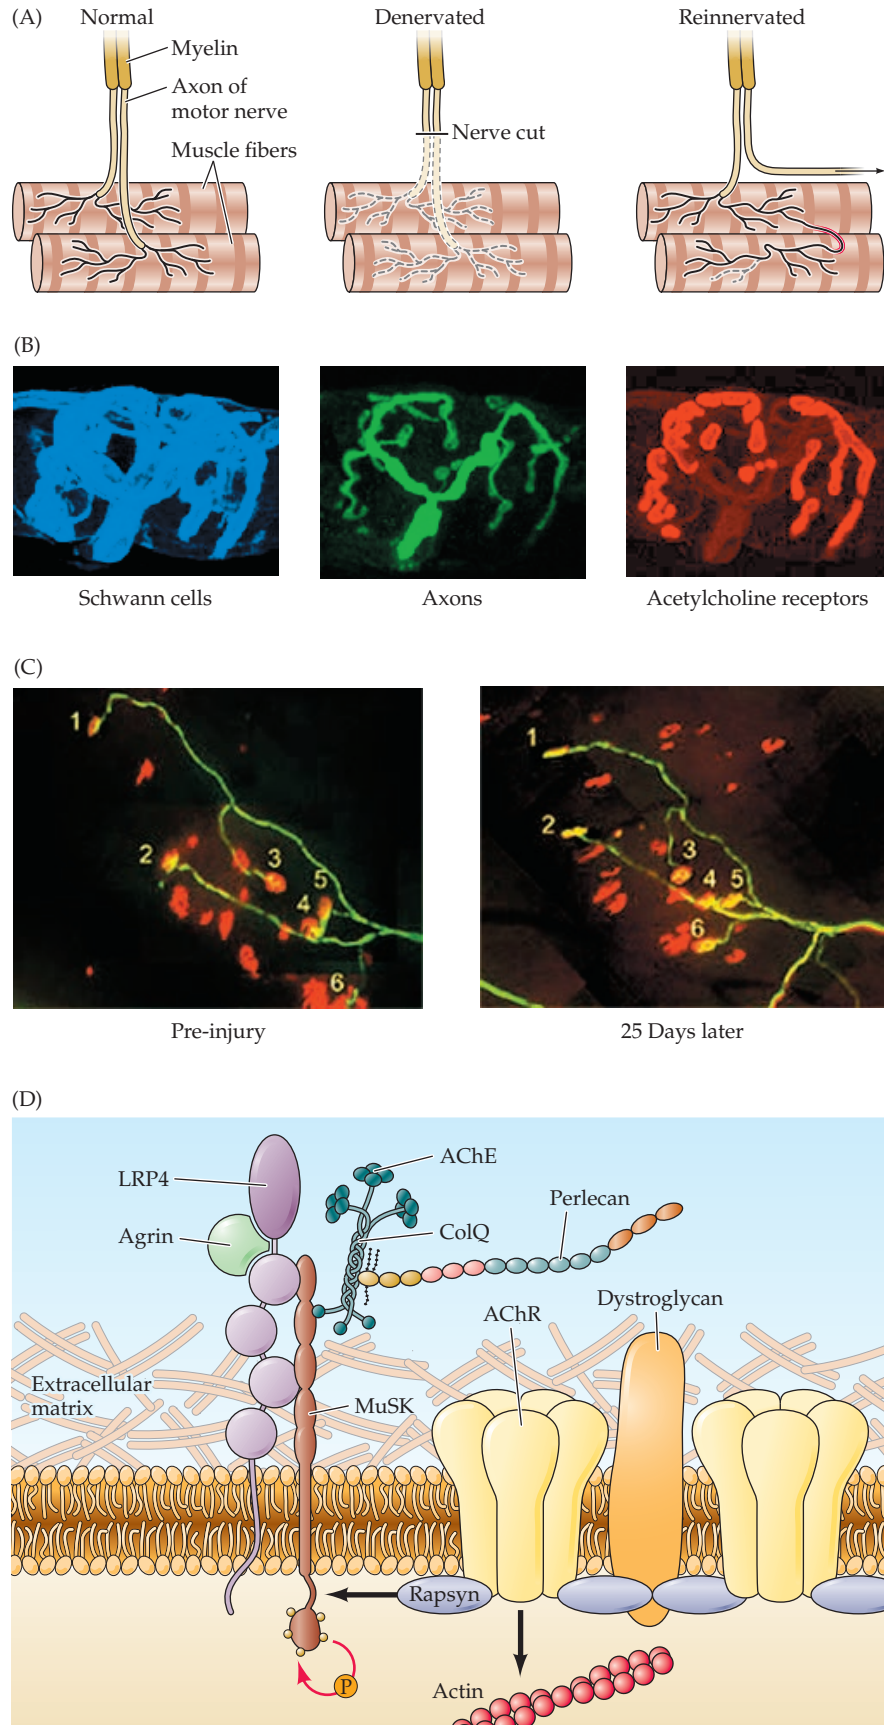 (A)
Normal
Denervated
Reinnervated
Myelin
Axon of
motor nerve
Nerve cut
Muscle fibers
(B)
Schwann cells
Axons
Acetylcholine receptors
(C)
1
2
3
5
4
6
1
2
3
4 5
6
Pre-injury
25 Days later
(D)
AChE
LRP4
Perlecan
Agrin
ColQ
AChR
Dystroglycan
Extracellular
matrix
MuSK
Rapsyn
P
Actin